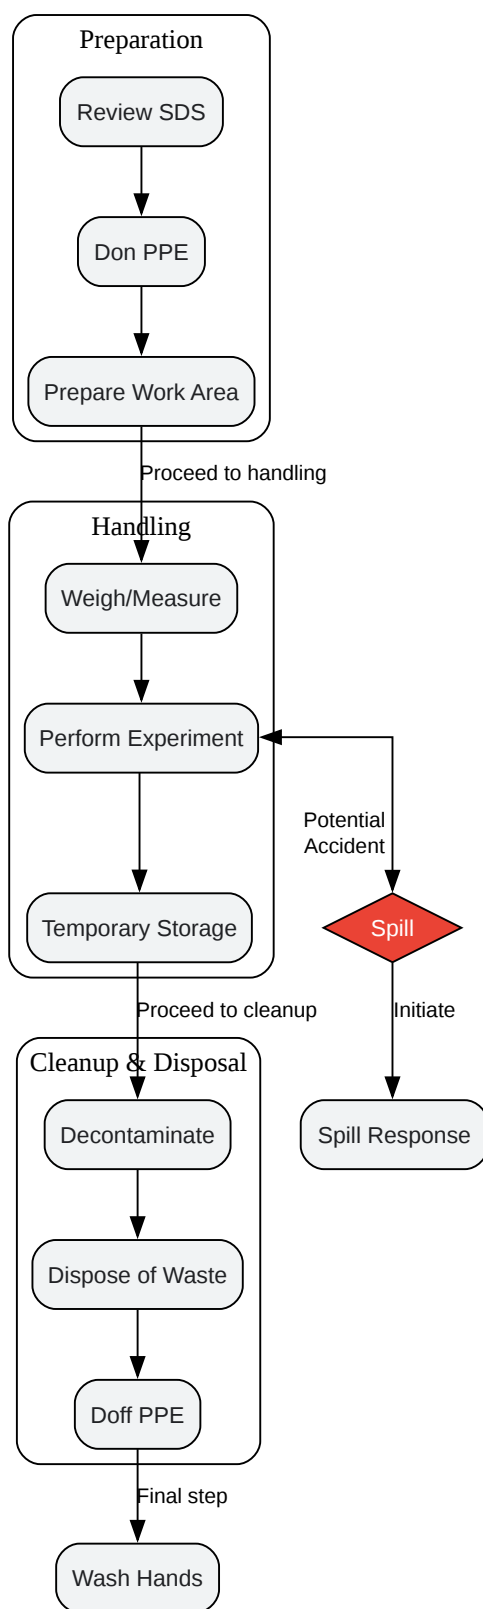 Preparation
Review SDS
Don PPE
Prepare Work Area
Proceed to handling
Handling
Weigh/Measure
Perform Experiment
Potential
Accident
Temporary Storage
Spill
Proceed to cleanup
Initiate
Cleanup & Disposal
Decontaminate
Spill Response
Dispose of Waste
Doff PPE
Final step
Wash Hands